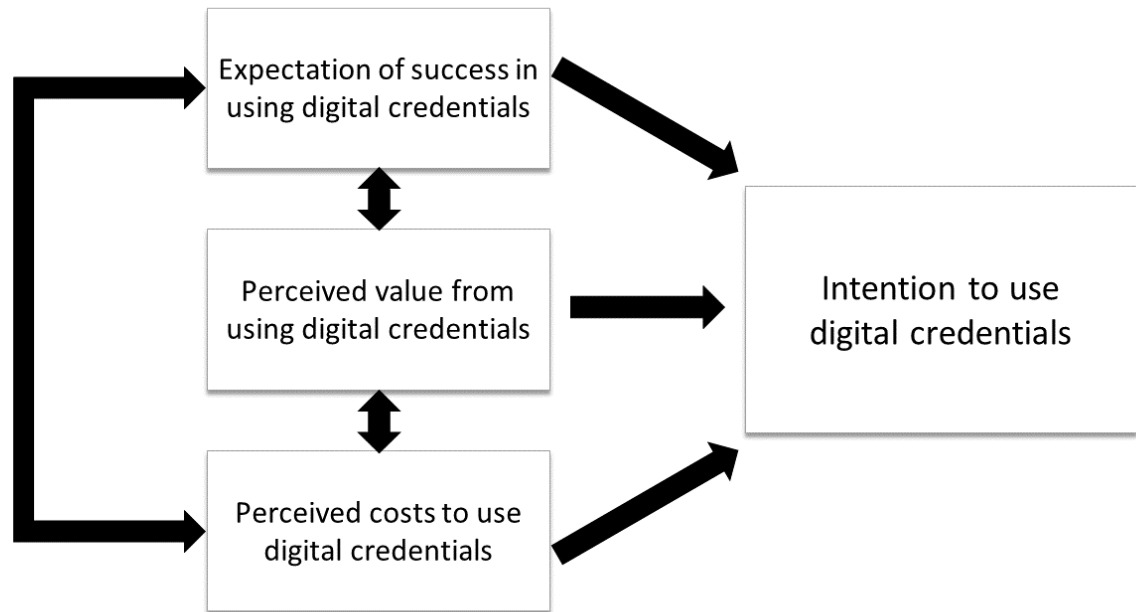 Expectation of success in
using digital credentials
Perceived value from
using digital credentials
Perceived costs to use
digital credentials
Intention to use
digital credentials